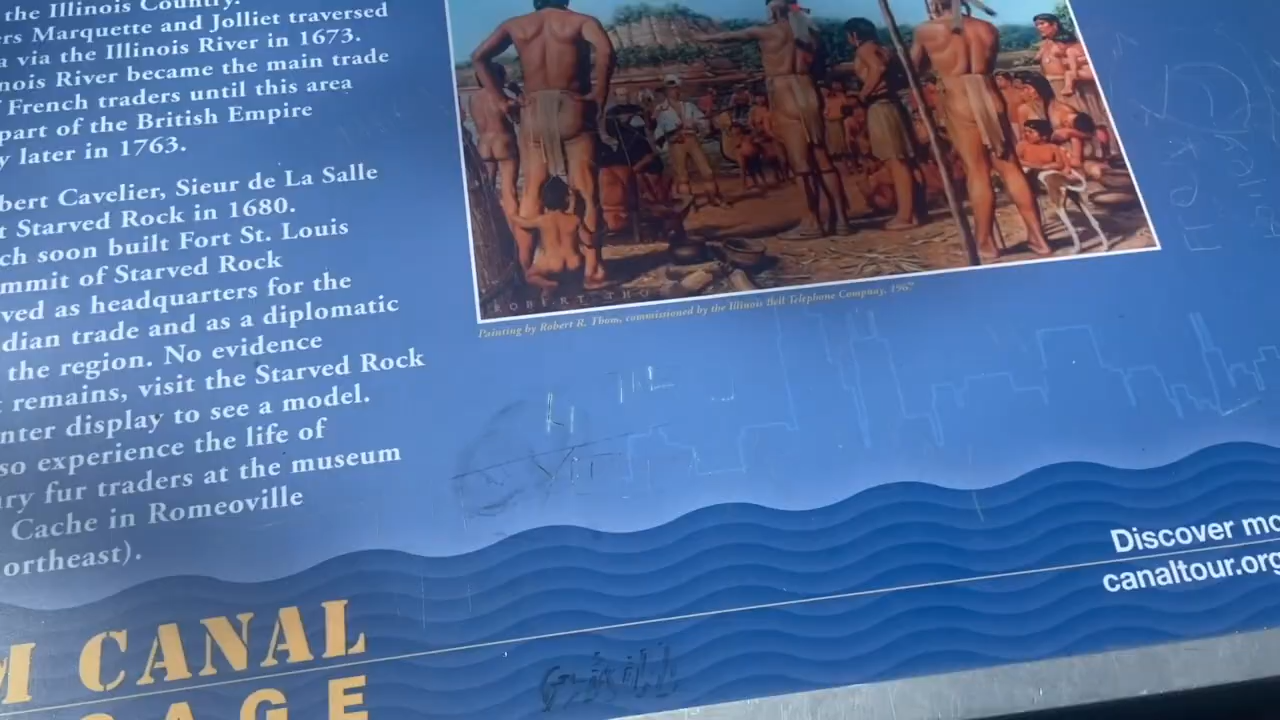 the Illinois Country.
ers Marquette and Jolliet traversed
a via the Illinois River in 1673.
nois River became the main trade
French traders until this area
part of the British Empire
y later in 1763.
bert Cavelier, Sieur de La Salle
t Starved Rock in 1680.
ch soon built Fort St. Louis
mmit of Starved Rock
ved as headquarters for the
dian trade and as a diplomatic
the region. No evidence
remains, visit the Starved Rock
nter display to see a model.
so experience the life of
ary fur traders at the museum
Cache in Romeoville
ortheast).
ROBERT THO
Painting by Robert R. Thom, commissioned by the Illinois Bell Telephone Company, 1967
Discover mo
canaltour.org
M CANAL
GAGE